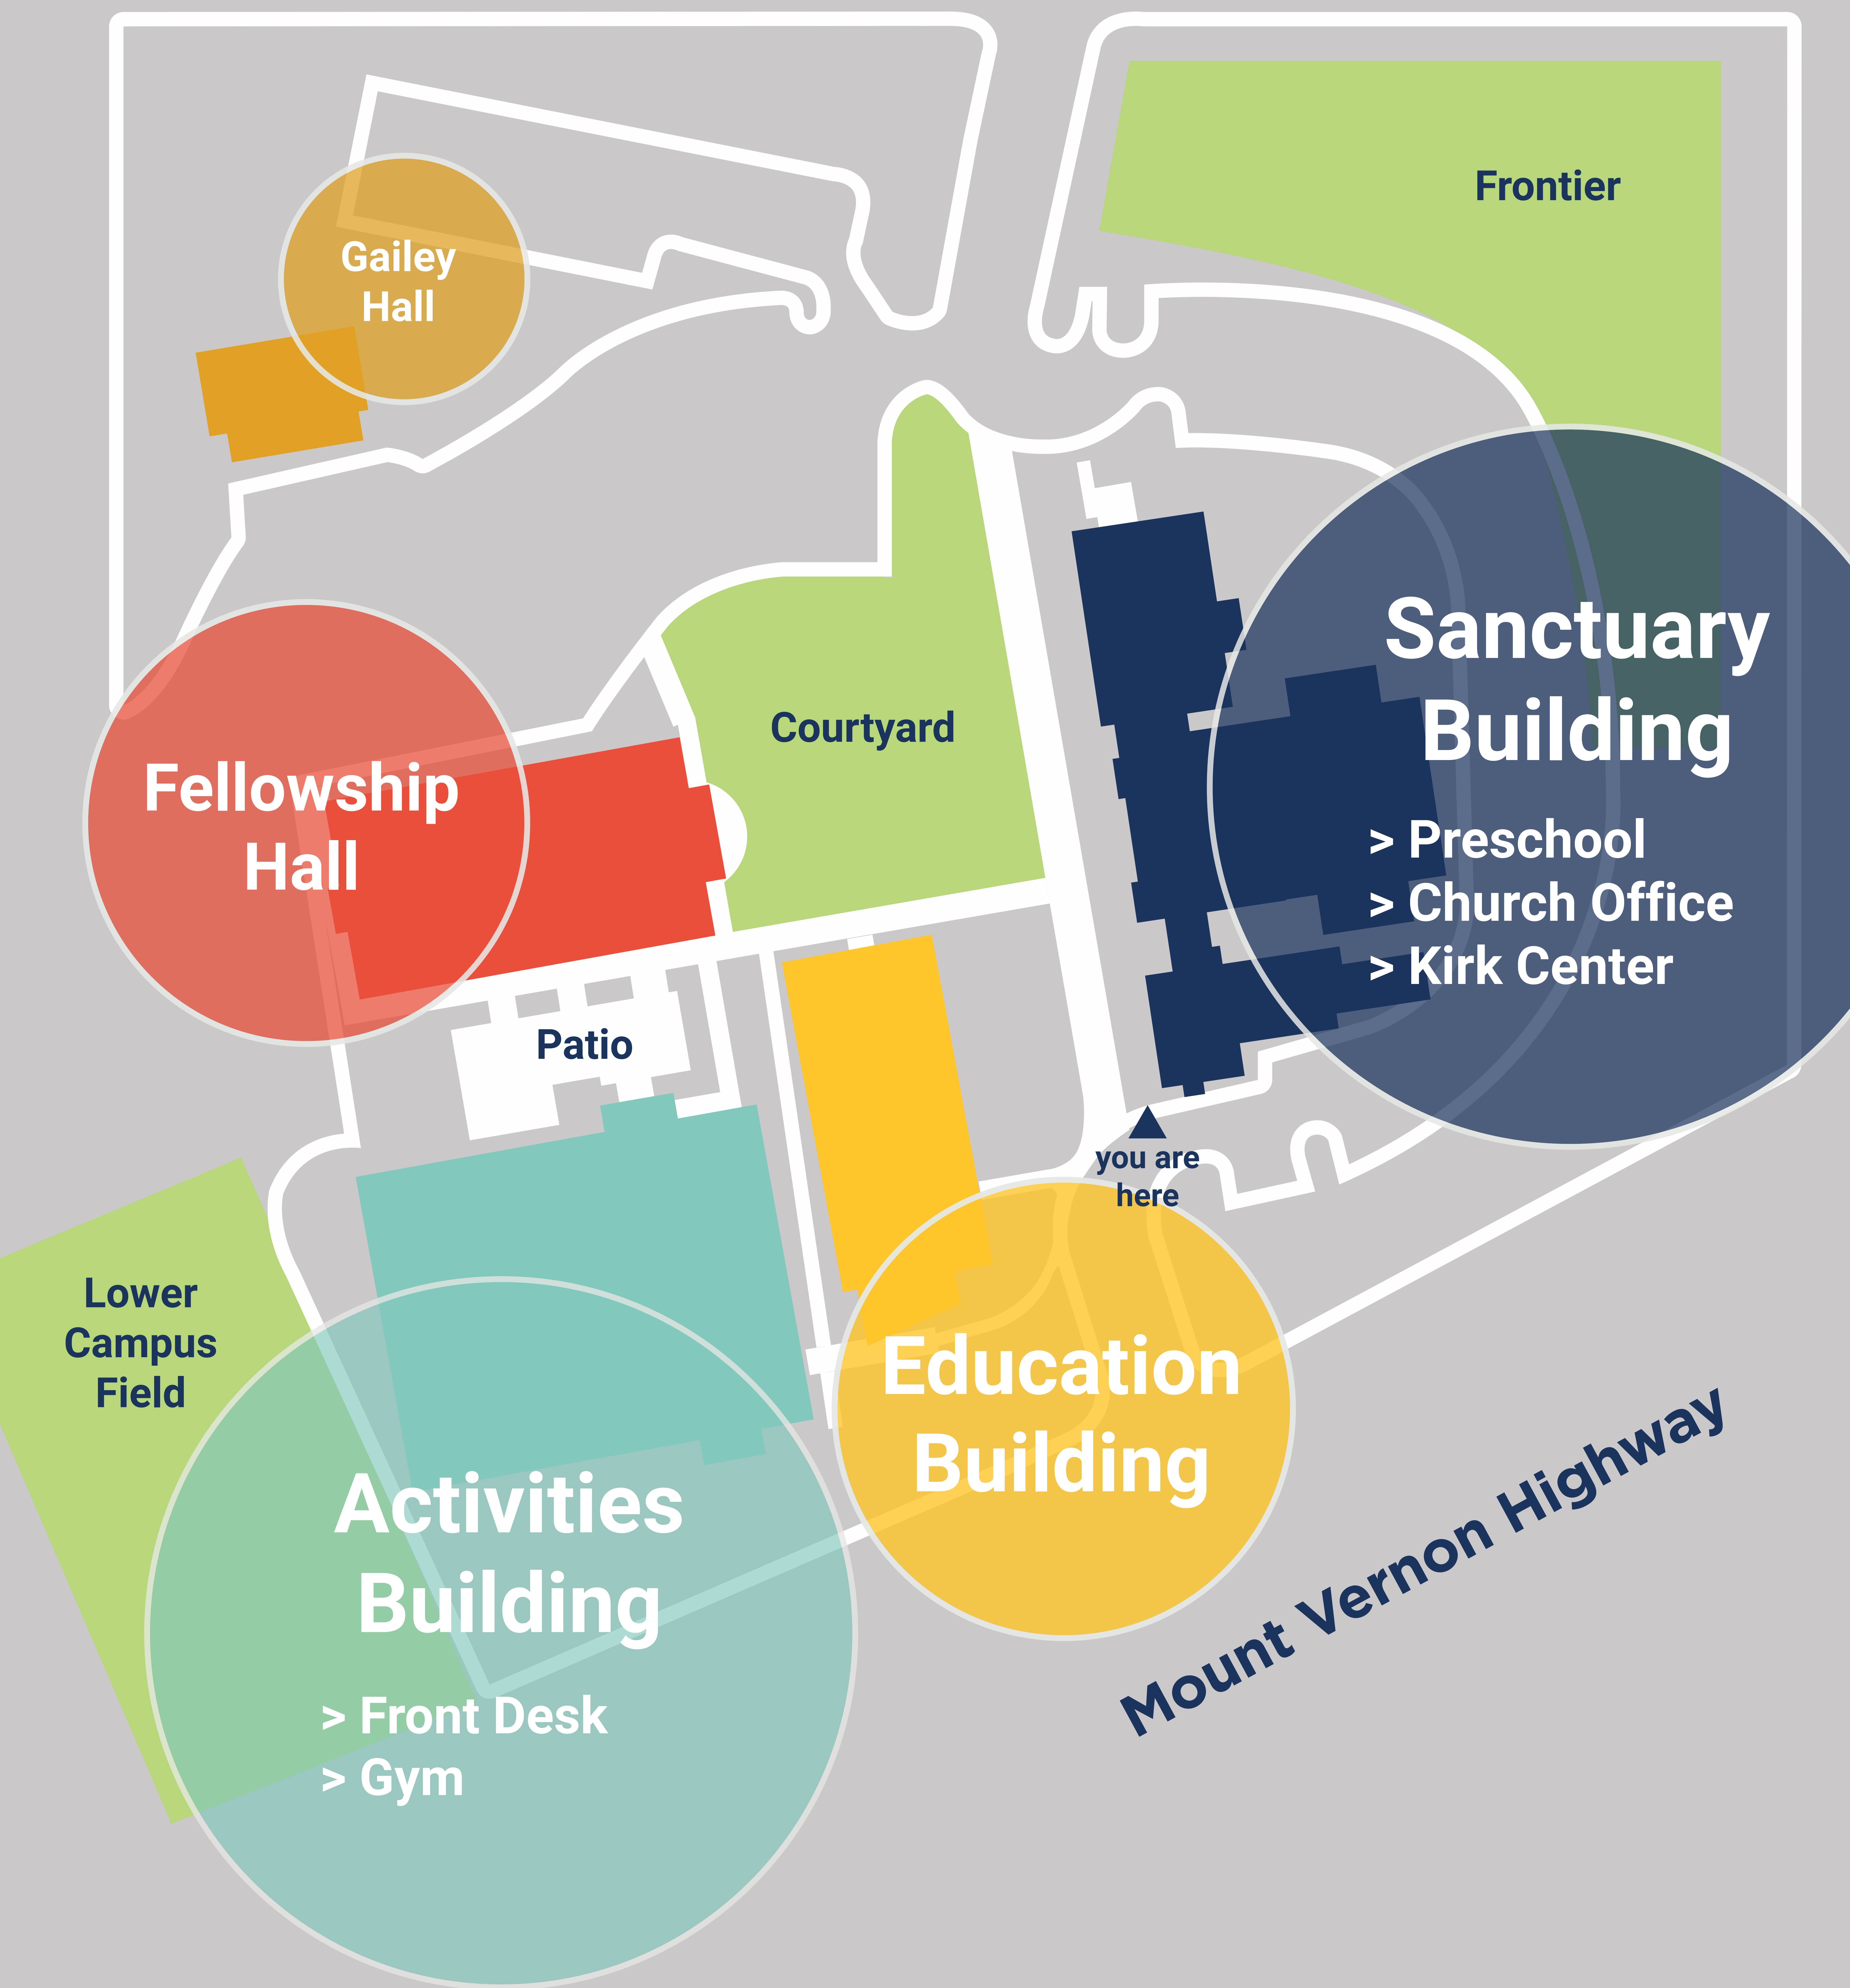 Frontier
Gailey
Hall
Sanctuary
Building
> Preschool
> Church Office
> Kirk Center
Courtyard
Fellowship
Hall
Patio
you are
here
Lower
Campus
Field
Education
Building
Activities
Building
> Front Desk
> Gym
Mount Vernon Highway